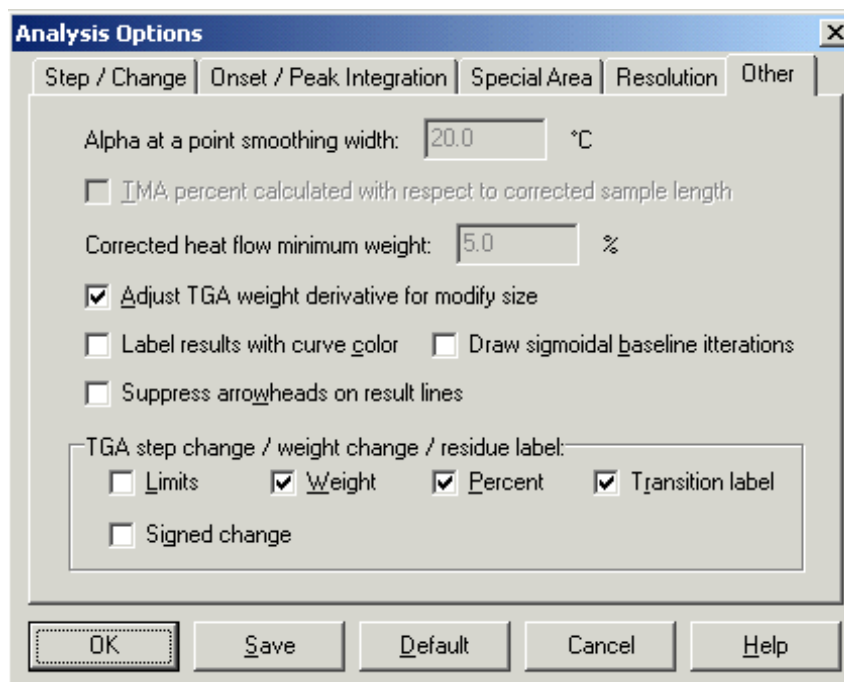 Analysis Options
Step / Change Onset / Peak Integration Special Area Resolution Other
Alpha at a point smoothing width: 20.0 °C
TMA percent calculated with respect to corrected sample length
Corrected heat flow minimum weight: 5.0 %
Adjust TGA weight derivative for modify size
Label results with curve color Draw sigmoidal baseline itterations
Suppress arrowheads on result lines
TGA step change / weight change / residue label:
Limits Weight Percent Transition label
Signed change
OK Save Default Cancel Help